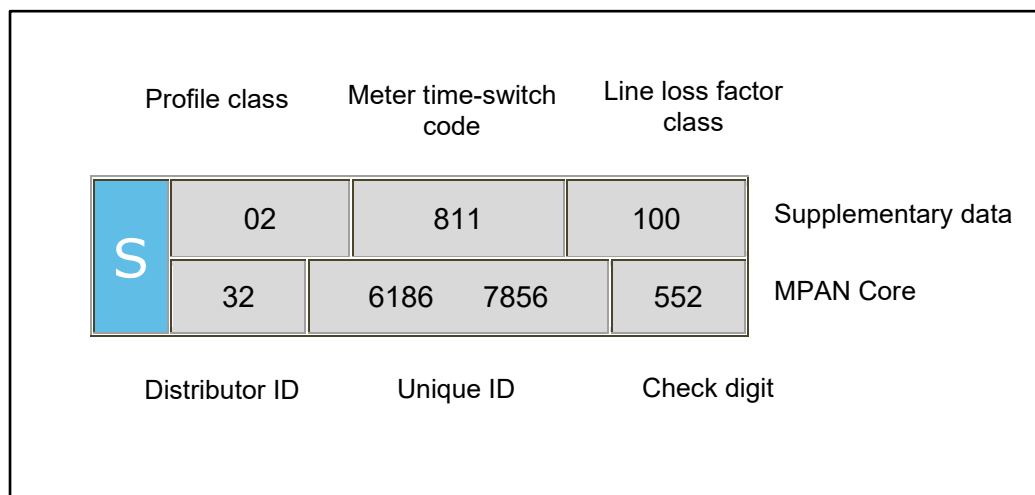 Profile class
Meter time-switch
code
Line loss factor
class
S
02
811
100
Supplementary data
32
6186 7856
552
MPAN Core
Distributor ID
Unique ID
Check digit